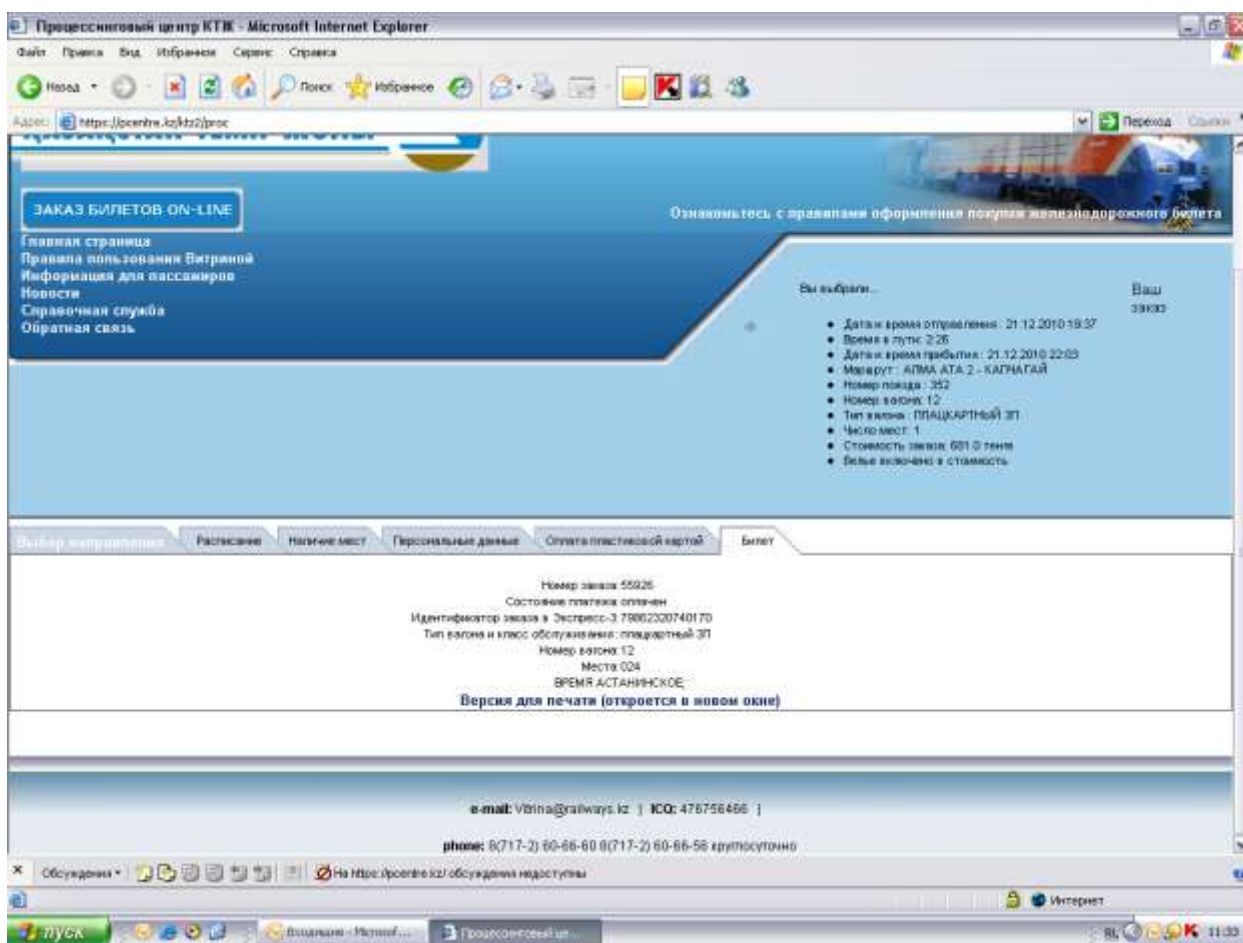 Процессинговый центр КТЖ - Microsoft Internet Explorer
Файл Правка Вид Избранное Сервис Справка
Назад Поиск Избранное
Адрес: https://pcentre.kz/ktz2/proc Переход Ссылки
ЗАКАЗ БИЛЕТОВ ON-LINE
Ознакомьтесь с правилами оформления покупки железнодорожного билета
Главная страница
Правила пользования Витриной
Информация для пассажиров
Новости
Справочная служба
Обратная связь
Вы выбрали...
Ваш
заказ
Дата и время отправления : 21.12.2010 19:37
Время в пути: 2:26
Дата и время прибытия : 21.12.2010 22:03
Маршрут : АЛМА АТА 2 - КАПЧАГАЙ
Номер поезда : 352
Номер вагона: 12
Тип вагона : ПЛАЦКАРТНЫЙ 3П
Число мест: 1
Стоимость заказа: 681.0 тенге
Белье включено в стоимость
Выбор направления Расписание Наличие мест Персональные данные Оплата пластиковой картой Билет
Номер заказа: 55926
Состояние платежа: оплачен
Идентификатор заказа в Экспресс-3: 79862320740170
Тип вагона и класс обслуживания: плацкартный 3П
Номер вагона: 12
Места: 024
ВРЕМЯ АСТАНИНСКОЕ;
Версия для печати (откроется в новом окне)
e-mail: Vitrina@railways.kz | ICQ: 476756466 |
phone: 8(717-2) 60-66-60 8(717-2) 60-66-56 круглосуточно
Обсуждения На https://pcentre.kz/ обсуждения недоступны
Интернет
пуск Входящие - Microsof... Процессинговый це... RL 11:33